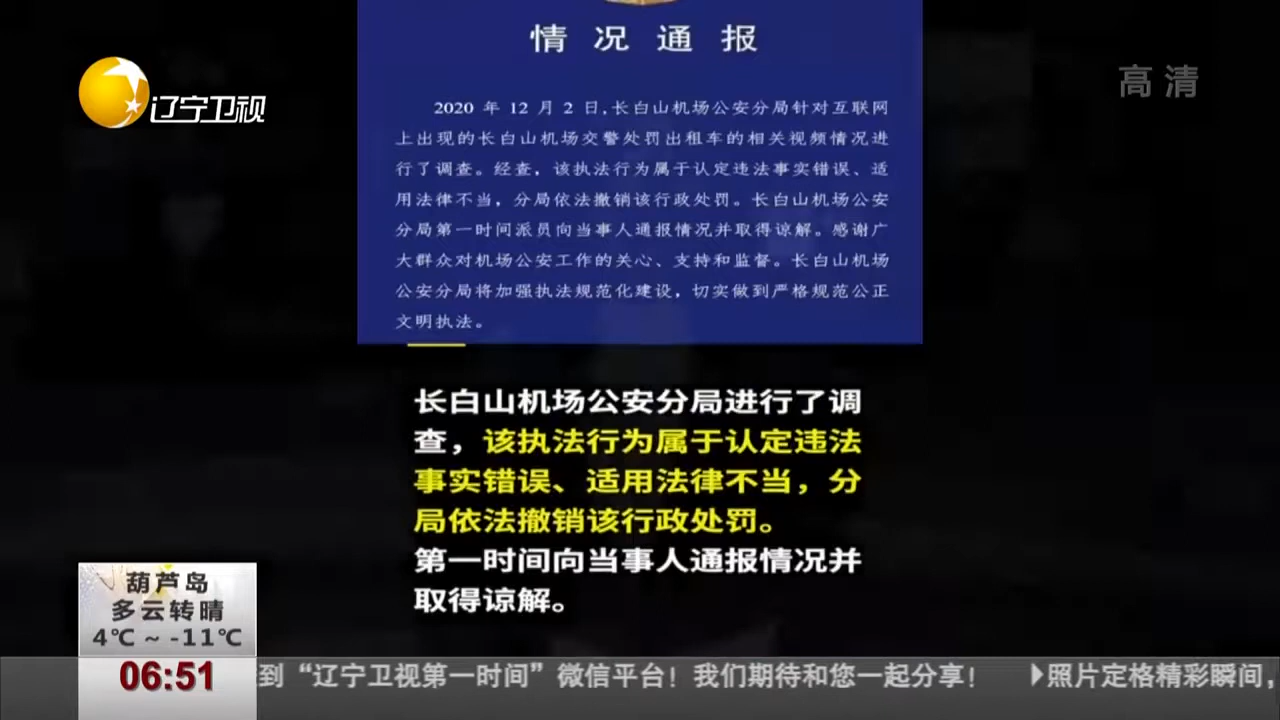 情况通报
辽宁卫视
高清
2020 年 12 月 2 日,长白山机场公安分局针对互联网
上出现的长白山机场交警处罚出租车的相关视频情况进
行了调查。经查，该执法行为属于认定违法事实错误、适
用法律不当，分局依法撤销该行政处罚。长白山机场公安
分局第一时间派员向当事人通报情况并取得谅解。感谢广
大群众对机场公安工作的关心、支持和监督。长白山机场
公安分局将加强执法规范化建设，切实做到严格规范公正
文明执法。
长白山机场公安分局进行了调
查，该执法行为属于认定违法
事实错误、适用法律不当，分
局依法撤销该行政处罚。
第一时间向当事人通报情况并
取得谅解。
葫芦岛
多云转晴
4℃ ~ -11℃
06:51
到“辽宁卫视第一时间”微信平台！我们期待和您一起分享！ ▶照片定格精彩瞬间，